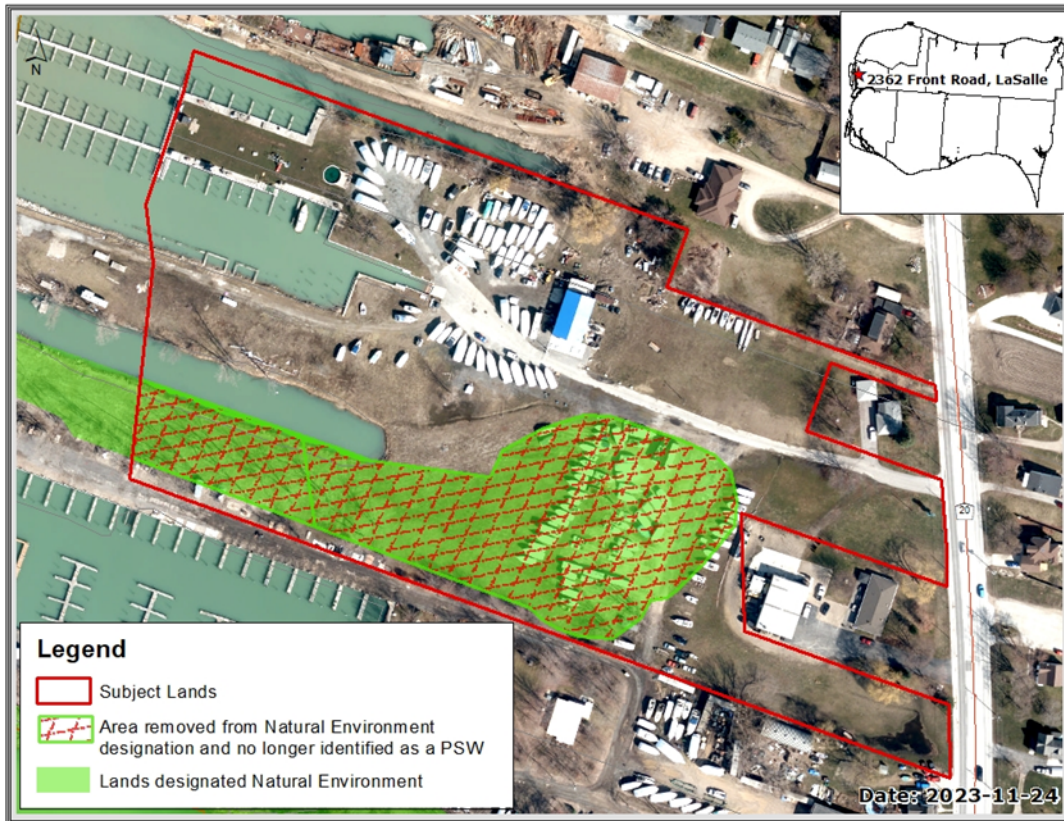 N
2362 Front Road, LaSalle
20
Legend
Subject Lands
Area removed from Natural Environment
designation and no longer identified as a PSW
Lands designated Natural Environment
Date: 2023-11-24